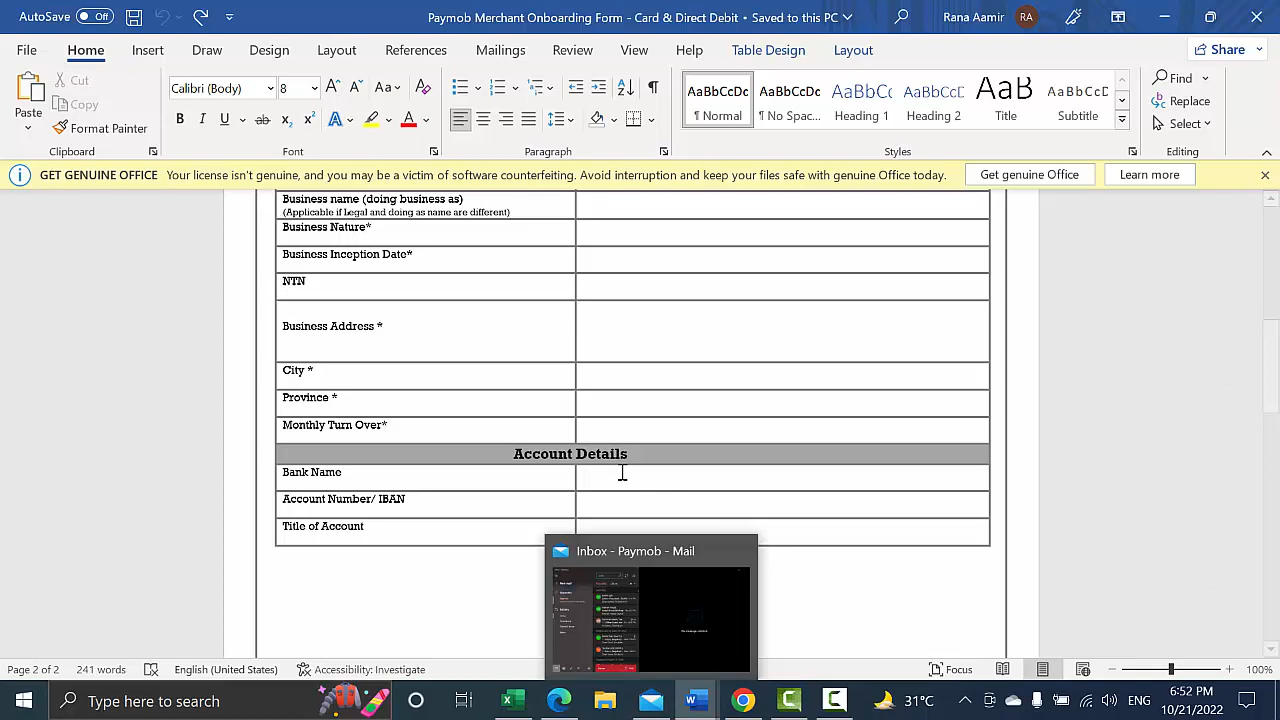 AutoSave Off Paymob Merchant Onboarding Form - Card & Direct Debit • Saved to this P Rana Aamir RA
File Home Insert Draw Design Layout References Mailings Review View Help Table Design Layout Share
Paste Cut Copy Format Painter
Calibri (Body) 8
AaBbCcDc AaBbCcDc AaBbCc AaBbCcD AaB AaBbCcD
¶ Normal ¶ No Spac... Heading 1 Heading 2 Title Subtitle
Find Replace Select
Clipboard Font Paragraph Styles Editing
GET GENUINE OFFICE Your license isn't genuine, and you may be a victim of software counterfeiting. Avoid interruption and keep your files safe with genuine Office today. Get genuine Office Learn more
Business name (doing business as)
(Applicable if Legal and doing as name are different)
Business Nature*
Business Inception Date*
NTN
Business Address *
City *
Province *
Monthly Turn Over*
Account Details
Bank Name
Account Number/ IBAN
Title of Account
Inbox - Paymob - Mail
Page 2 of 2 words United States) Accessibility: Investigate Focus 100%
Type here to search 31°C ENG 6:52 PM
10/21/2022